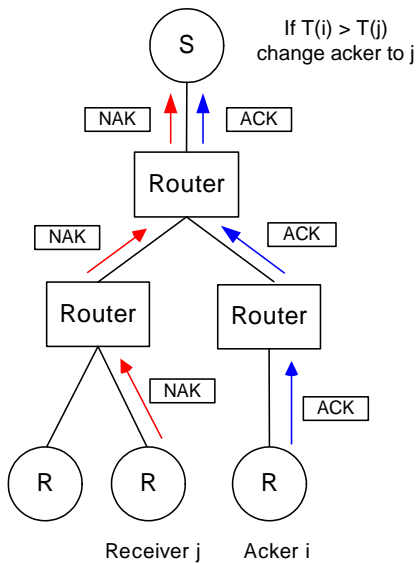 S
If T(i) > T(j)
change acker to j
NAK
ACK
Router
NAK
ACK
Router
Router
NAK
ACK
R
R
R
Receiver j
Acker i